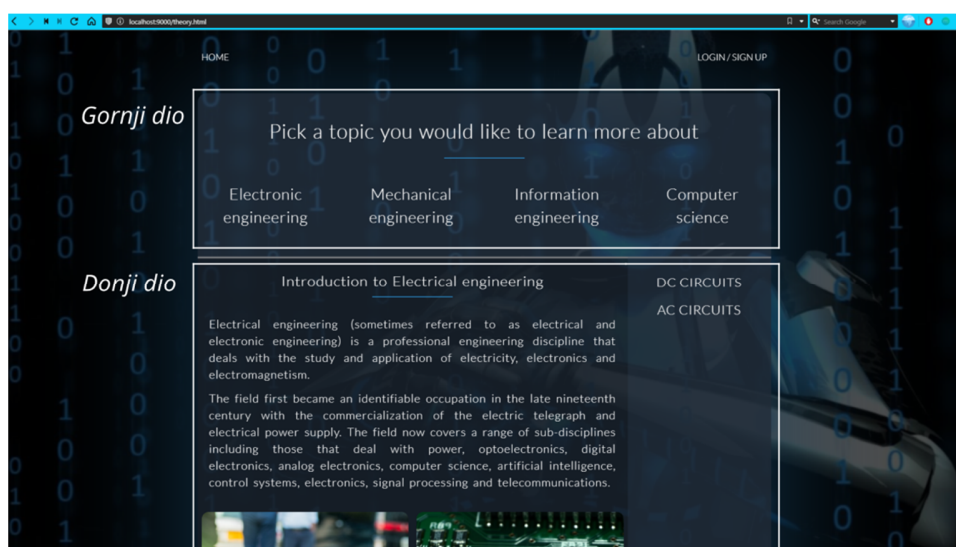 localhost:9000/theory.html
Search Google
HOME
LOGIN / SIGN UP
Gornji dio
Pick a topic you would like to learn more about
Electronic engineering
Mechanical engineering
Information engineering
Computer science
Donji dio
Introduction to Electrical engineering
DC CIRCUITS
AC CIRCUITS
Electrical engineering (sometimes referred to as electrical and
electronic engineering) is a professional engineering discipline that
deals with the study and application of electricity, electronics and
electromagnetism.
The field first became an identifiable occupation in the late nineteenth
century with the commercialization of the electric telegraph and
electrical power supply. The field now covers a range of sub-disciplines
including those that deal with power, optoelectronics, digital
electronics, analog electronics, computer science, artificial intelligence,
control systems, electronics, signal processing and telecommunications.